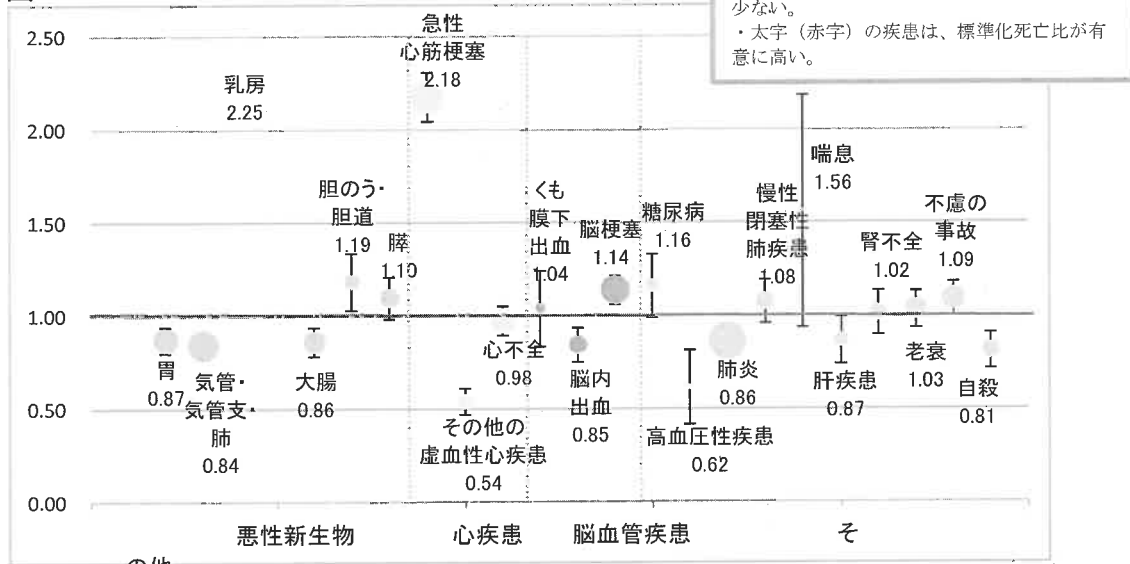 少ない。
・太字（赤字）の疾患は、標準化死亡比が有
意に高い。
2.50
2.00
1.50
1.00
0.50
0.00
乳房
2.25
胆のう・
胆道
1.19
膵
1.10
胃
0.87
気管・
気管支・
肺
0.84
大腸
0.86
急性
心筋梗塞
2.18
心不全
0.98
その他の
虚血性心疾患
0.54
くも
膜下
出血
1.04
脳梗塞
1.14
脳内
出血
0.85
糖尿病
1.16
高血圧性疾患
0.62
肺炎
0.86
慢性
閉塞性
肺疾患
1.08
喘息
1.56
肝疾患
0.87
腎不全
1.02
老衰
1.03
不慮の
事故
1.09
自殺
0.81
悪性新生物
心疾患
脳血管疾患
そ
の他